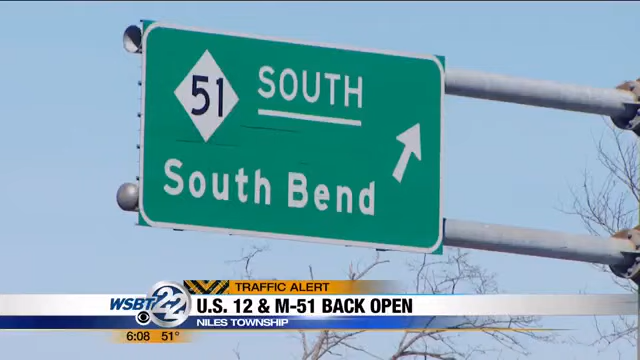 51 SOUTH
South Bend
TRAFFIC ALERT
WSBT 22
U.S. 12 & M-51 BACK OPEN
NILES TOWNSHIP
6:08 51°